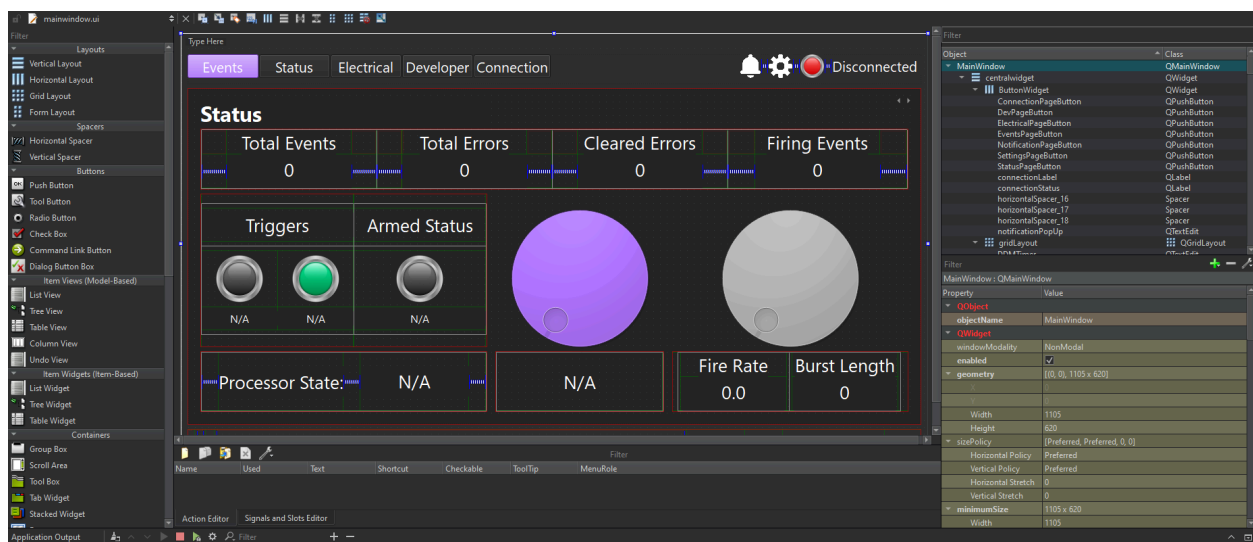 mainwindow.ui
Filter
Layouts
Vertical Layout
Horizontal Layout
Grid Layout
Form Layout
Spacers
Horizontal Spacer
Vertical Spacer
Buttons
Push Button
Tool Button
Radio Button
Check Box
Command Link Button
Dialog Button Box
Item Views (Model-Based)
List View
Tree View
Table View
Column View
Undo View
Item Widgets (Item-Based)
List Widget
Tree Widget
Table Widget
Containers
Group Box
Scroll Area
Tool Box
Tab Widget
Stacked Widget
Type Here
Events Status Electrical Developer Connection Disconnected
Status
Total Events Total Errors Cleared Errors Firing Events
0 0 0 0
Triggers Armed Status
N/A N/A N/A
Processor State: N/A
N/A
Fire Rate Burst Length
0.0 0
Filter
Name Used Text Shortcut Checkable ToolTip MenuRole
Action Editor Signals and Slots Editor
Filter
Object Class
MainWindow QMainWindow
centralwidget QWidget
ButtonWidget QWidget
ConnectionPageButton QPushButton
DevPageButton QPushButton
ElectricalPageButton QPushButton
EventsPageButton QPushButton
NotificationPageButton QPushButton
SettingsPageButton QPushButton
StatusPageButton QPushButton
connectionLabel QLabel
connectionStatus QLabel
horizontalSpacer_16 Spacer
horizontalSpacer_17 Spacer
horizontalSpacer_18 Spacer
notificationPopUp QTextEdit
gridLayout QGridLayout
DDMTimer QTextEdit
Filter
MainWindow : QMainWindow
Property Value
QObject
objectName MainWindow
QWidget
windowModality NonModal
enabled
geometry [(0, 0), 1105 x 620]
X 0
Y 0
Width 1105
Height 620
sizePolicy [Preferred, Preferred, 0, 0]
Horizontal Policy Preferred
Vertical Policy Preferred
Horizontal Stretch 0
Vertical Stretch 0
minimumSize 1105 x 620
Width 1105
Application Output Filter